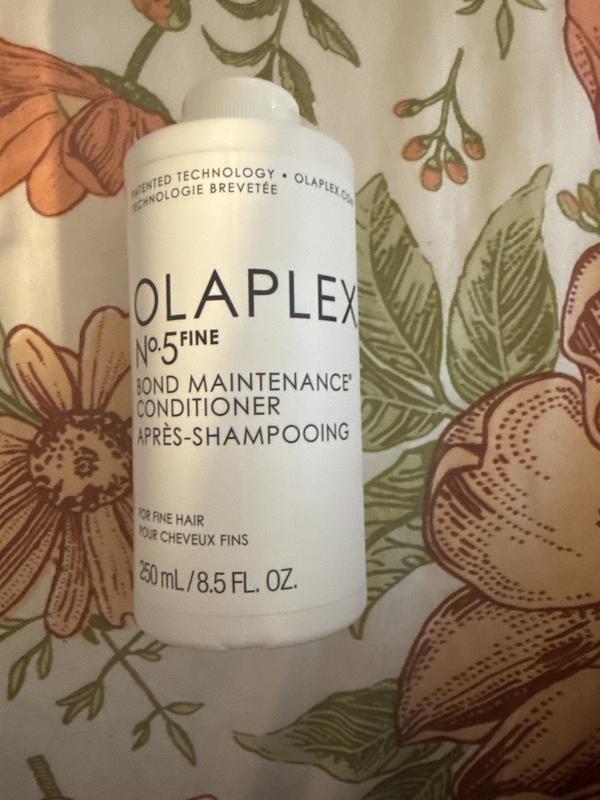 PATENTED TECHNOLOGY • OLAPLEX.COM
TECHNOLOGIE BREVETÉE
OLAPLEX
Nº.5FINE
BOND MAINTENANCE®
CONDITIONER
APRÈS-SHAMPOOING
FOR FINE HAIR
POUR CHEVEUX FINS
250 mL/8.5 FL. OZ.